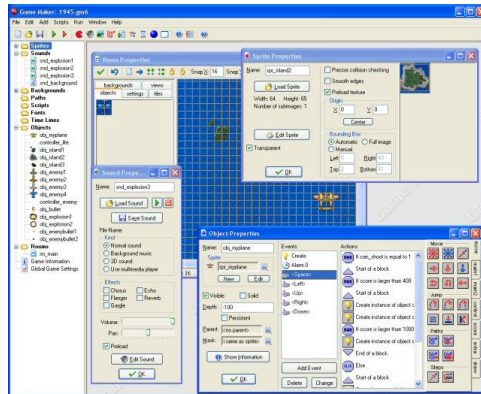 Game Maker: 1945.gm6
File Edit Add Scripts Run Window Help
Sprites
Sounds
snd_explosion1
snd_explosion2
snd_explosion3
snd_background
Backgrounds
Paths
Scripts
Fonts
Time Lines
Objects
obj_myplane
controller_life
obj_island1
obj_island2
obj_island3
obj_enemy1
obj_enemy2
obj_enemy3
obj_enemy4
controller_enemy
obj_bullet
obj_explosion1
obj_explosion2
obj_enemybullet1
obj_enemybullet2
Rooms
rm_main
Game Information
Global Game Settings
Room Properties
Snap X: 16 Snap
backgrounds views
objects settings tiles
Sprite Properties
Name: spr_island2
Load Sprite
Width: 64 Height: 65
Number of subimages: 1
Edit Sprite
Transparent
OK
Precise collision checking
Smooth edges
Preload texture
Origin
X 0 Y 0
Center
Bounding Box
Automatic Full image
Manual
Left 0 Right 63
Top 2 Bottom 61
Sound Prope...
Name: snd_explosion3
Load Sound
Save Sound
File Name:
Kind
Normal sound
Background music
3D sound
Use multimedia player
Effects
Chorus Echo
Flanger Reverb
Gargle
Volume:
Pan:
Preload
Edit Sound
OK
Object Properties
Name: obj_myplane
Sprite
spr_myplane
New Edit
Visible Solid
Depth: -100
Persistent
Parent: <no parent>
Mask: <same as sprite>
Show Information
OK
Events:
Create
Alarm 0
<Space>
<Left>
<Up>
<Right>
<Down>
Add Event
Delete Change
Actions:
If can_shoot is equal to 1
Start of a block
If score is larger than 400
Start of a block
Create instance of object o
Create instance of object o
If score is larger than 1000
Create instance of object o
End of a block
Else
Start of a block
Create instance of object o
Move
Jump
Paths
Steps
move
main1
main2
score
extra
draw